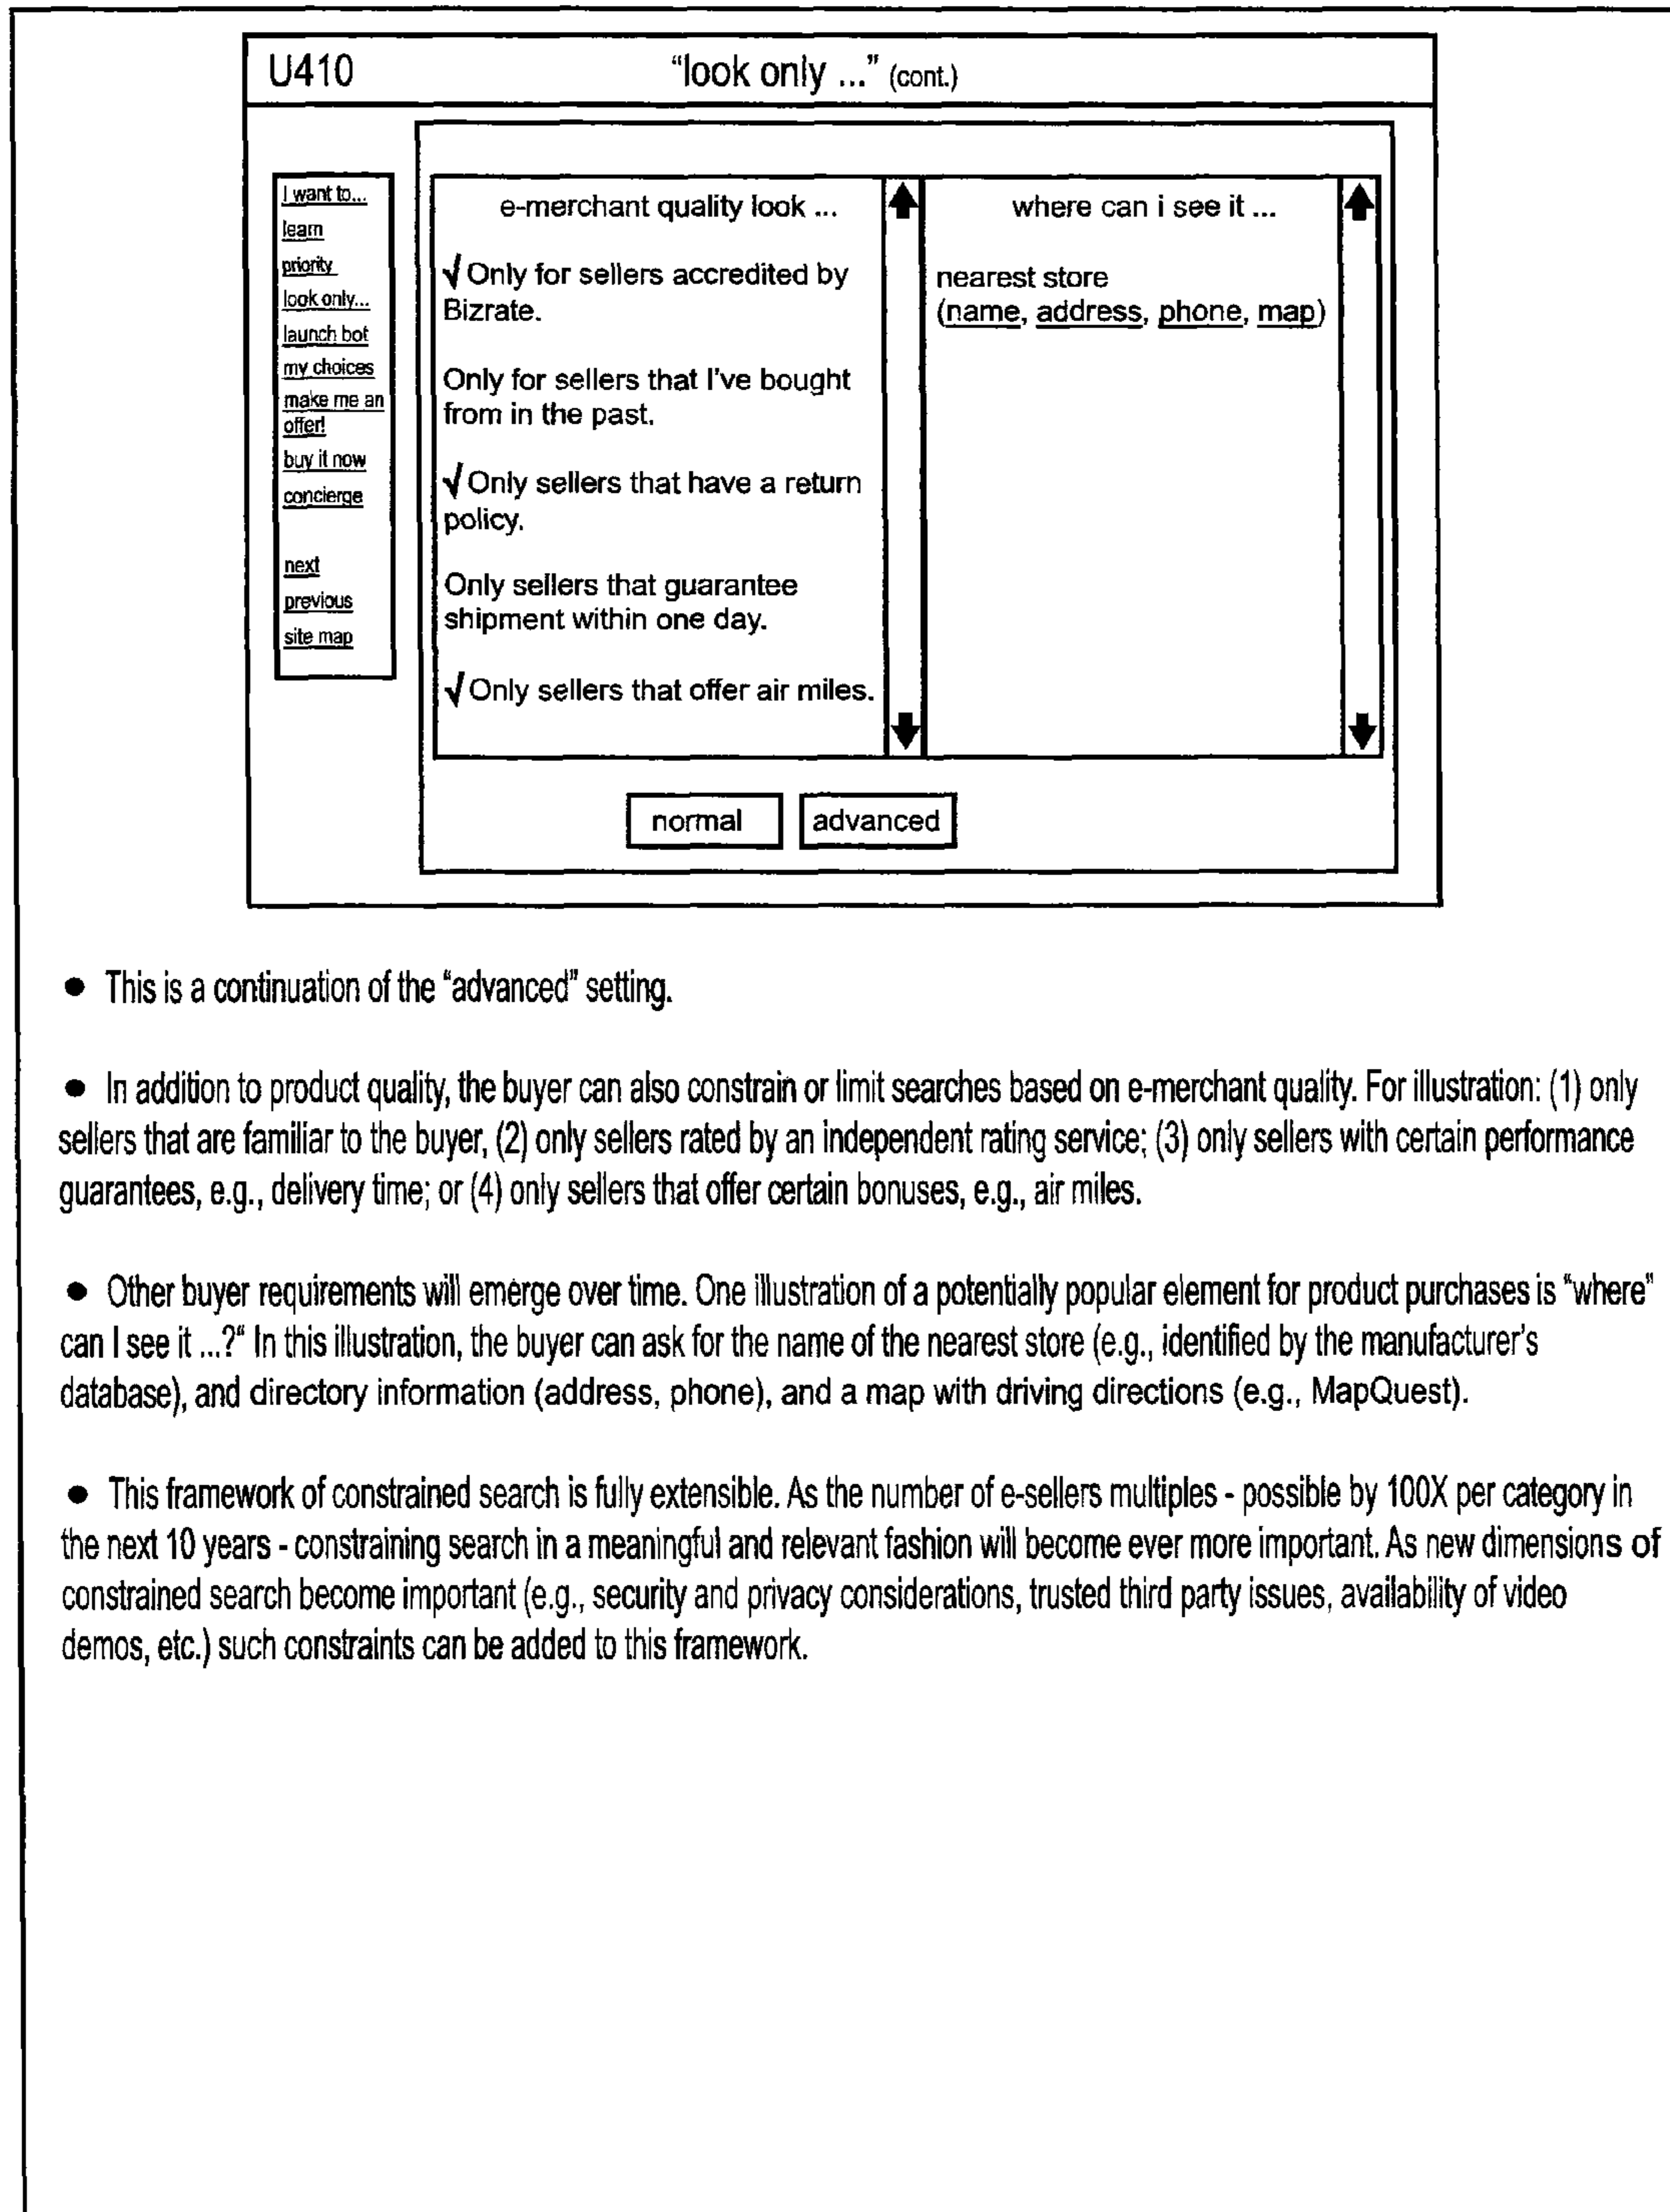 U410
"look only ..." (cont.)
I want to...
learn
priority
look only...
launch bot
my choices
make me an
offer!
buy it now
concierge
next
previous
site map
e-merchant quality look ...
√ Only for sellers accredited by
Bizrate.
Only for sellers that I've bought
from in the past.
√ Only sellers that have a return
policy.
Only sellers that guarantee
shipment within one day.
√ Only sellers that offer air miles.
where can i see it ...
nearest store
(name, address, phone, map)
normal
advanced
● This is a continuation of the "advanced" setting.
● In addition to product quality, the buyer can also constrain or limit searches based on e-merchant quality. For illustration: (1) only
sellers that are familiar to the buyer, (2) only sellers rated by an independent rating service; (3) only sellers with certain performance
guarantees, e.g., delivery time; or (4) only sellers that offer certain bonuses, e.g., air miles.
● Other buyer requirements will emerge over time. One illustration of a potentially popular element for product purchases is "where"
can I see it ...?" In this illustration, the buyer can ask for the name of the nearest store (e.g., identified by the manufacturer's
database), and directory information (address, phone), and a map with driving directions (e.g., MapQuest).
● This framework of constrained search is fully extensible. As the number of e-sellers multiples - possible by 100X per category in
the next 10 years - constraining search in a meaningful and relevant fashion will become ever more important. As new dimensions of
constrained search become important (e.g., security and privacy considerations, trusted third party issues, availability of video
demos, etc.) such constraints can be added to this framework.